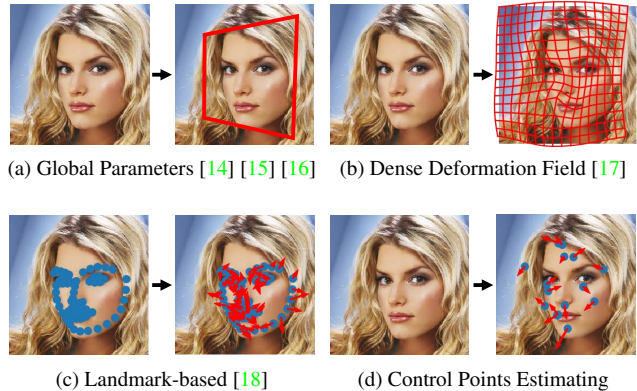 (a) Global Parameters [14] [15] [16]
(b) Dense Deformation Field [17]
(c) Landmark-based [18]
(d) Control Points Estimating